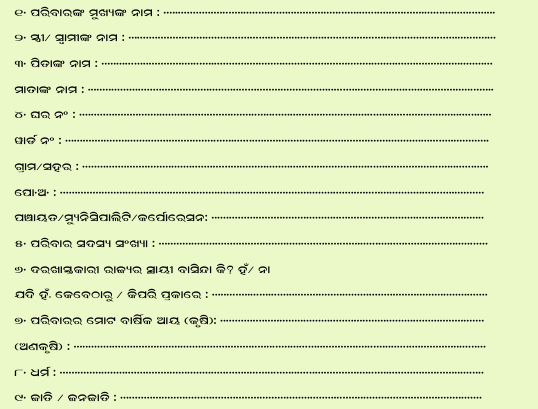 ୧· ପରିବାରଙ୍କ ମୁଖ୍ୟଙ୍କ ନାମ : ........................................
୨· ସ୍ତ୍ରୀ/ ସ୍ୱାମୀଙ୍କ ନାମ : ........................................
୩· ପିତାଙ୍କ ନାମ : ........................................
ମାତାଙ୍କ ନାମ : ........................................
୪· ଘର ନଂ : ........................................
ୱାର୍ଡ ନଂ : ........................................
ଗ୍ରାମ/ସହର : ........................................
ପୋ·ଅ· : ........................................
ପଞ୍ଚାୟତ/ମ୍ୟୁନିସିପାଲିଟି/କର୍ପୋରେସନ: ........................................
୫· ପରିବାର ସଦସ୍ୟ ସଂଖ୍ୟା : ........................................
୬· ଦରଖାସ୍ତକାରୀ ରାଜ୍ୟର ସ୍ଥାୟୀ ବାସିନ୍ଦା କି? ହଁ/ ନା
ଯଦି ହଁ, କେବେଠାରୁ / କିପରି ପ୍ରକାରେ : ........................................
୭· ପରିବାରର ମୋଟ ବାର୍ଷିକ ଆୟ (କୃଷି): ........................................
(ଅଣକୃଷି) : ........................................
୮· ଧର୍ମ : ........................................
୯· ଜାତି / ଜନଜାତି : ........................................